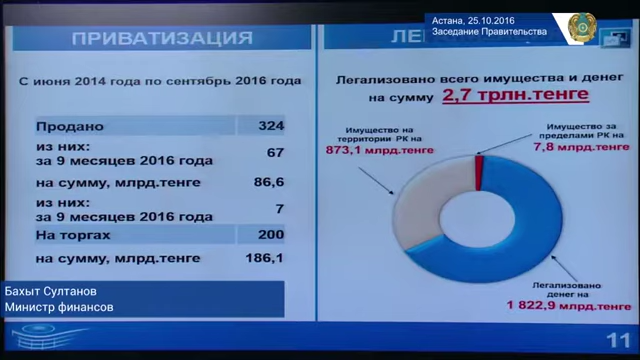 Астана, 25.10.2016
Заседание Правительства
ПРИВАТИЗАЦИЯ
С июня 2014 года по сентябрь 2016 года
Продано 324
из них:
за 9 месяцев 2016 года 67
на сумму, млрд.тенге 86,6
из них:
за 9 месяцев 2016 года 7
На торгах 200
на сумму, млрд.тенге 186,1
Легализовано всего имущества и денег
на сумму 2,7 трлн.тенге
Имущество на
территории РК на
873,1 млрд.тенге
Имущество за
пределами РК на
7,8 млрд.тенге
Легализовано
денег на
1 822,9 млрд.тенге
Бахыт Султанов
Министр финансов
11